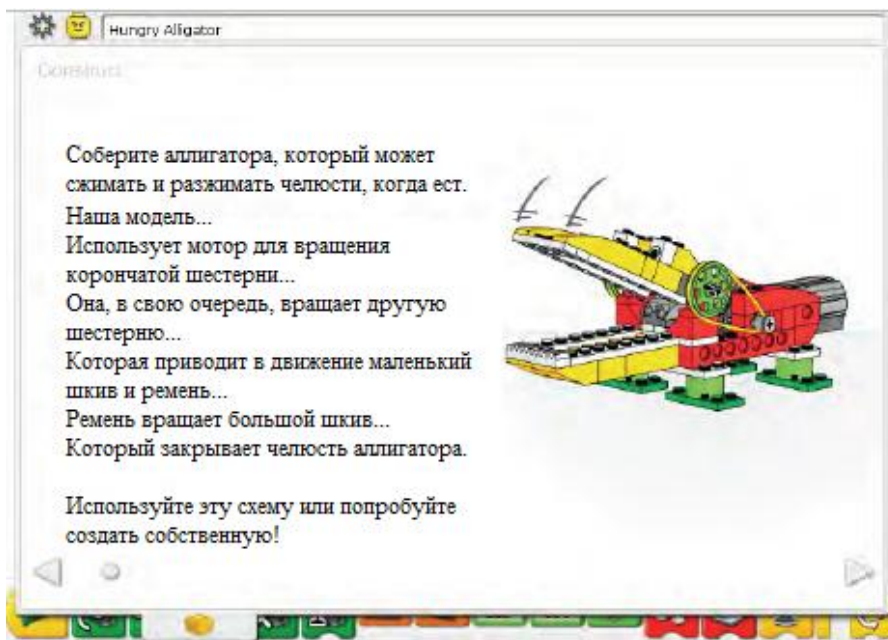 Hungry Alligator
Construct
Соберите аллигатора, который может
сжимать и разжимать челюсти, когда ест.
Наша модель...
Использует мотор для вращения
корончатой шестерни...
Она, в свою очередь, вращает другую
шестерню...
Которая приводит в движение маленький
шкив и ремень...
Ремень вращает большой шкив...
Который закрывает челюсть аллигатора.
Используйте эту схему или попробуйте
создать собственную!